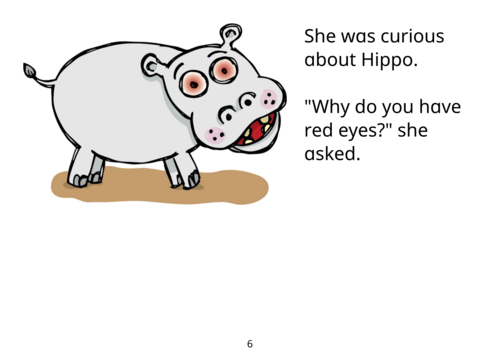 She was curious
about Hippo.
"Why do you have
red eyes?" she
asked.
6